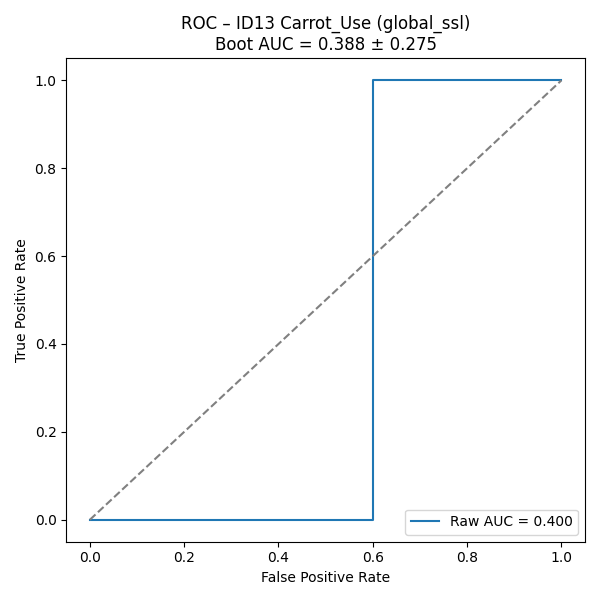 ROC – ID13 Carrot_Use (global_ssl)
Boot AUC = 0.388 ± 0.275
True Positive Rate
1.0
0.8
0.6
0.4
0.2
0.0
Raw AUC = 0.400
0.0 0.2 0.4 0.6 0.8 1.0
False Positive Rate